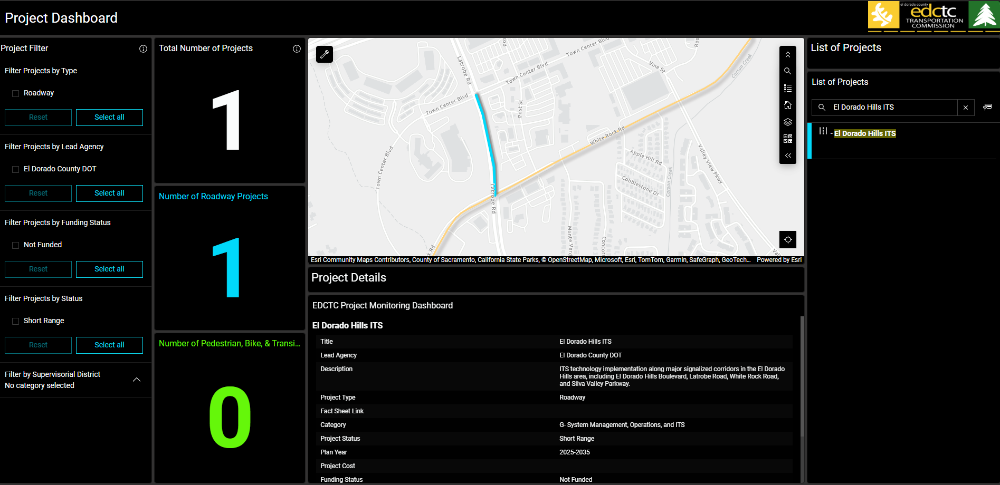 Project Dashboard
el dorado county
edctc
TRANSPORTATION
COMMISSION
Project Filter
Filter Projects by Type
Roadway
Reset
Select all
Filter Projects by Lead Agency
El Dorado County DOT
Reset
Select all
Filter Projects by Funding Status
Not Funded
Reset
Select all
Filter Projects by Status
Short Range
Reset
Select all
Filter by Supervisorial District
No category selected
Total Number of Projects
1
Number of Roadway Projects
1
Number of Pedestrian, Bike, & Transi...
0
Latrobe Rd
Town Center Blvd
Town Center Blvd
Town Center Blvd
Town Center Blvd
Post St
Vine St
Carson Creek
White Rock Rd
Apple Hill Rd
Cobblestone Dr
Carson Creek
Valley View Pkwy
Latrobe Rd
Monte Verd
Concord
k Rd
Ros
Post
Esri Community Maps Contributors, County of Sacramento, California State Parks, © OpenStreetMap, Microsoft, Esri, TomTom, Garmin, SafeGraph, GeoTech...
Powered by Esri
Project Details
EDCTC Project Monitoring Dashboard
El Dorado Hills ITS
Title El Dorado Hills ITS
Lead Agency El Dorado County DOT
Description ITS technology implementation along major signalized corridors in the El Dorado
Hills area, including El Dorado Hills Boulevard, Latrobe Road, White Rock Road,
and Silva Valley Parkway.
Project Type Roadway
Fact Sheet Link
Category G- System Management, Operations, and ITS
Project Status Short Range
Plan Year 2025-2035
Project Cost
Funding Status Not Funded
List of Projects
List of Projects
El Dorado Hills ITS
- El Dorado Hills ITS